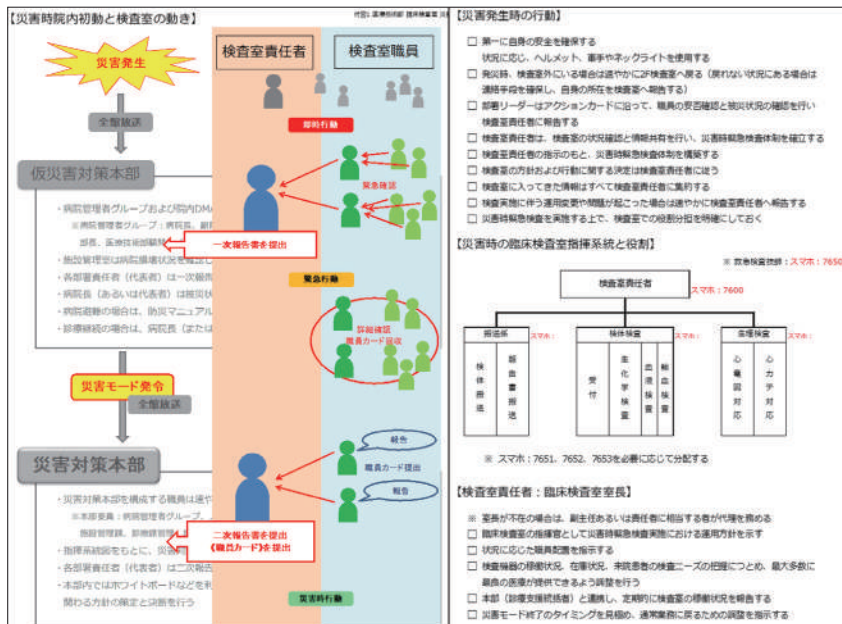 【災害時院内初動と検査室の動き】
付図1 医療技術部 臨床検査室
災害発生
全館放送
仮災害対策本部
・病院管理者グループおよび院内DMA
※病院管理者グループ：病院長、副
部長、医療技術部
・施設管理室は病院損壊状況を確認し
・各部署責任者（代表者）は一次報
・病院長（あるいは代表者）は被災状
・病院避難の場合は、防災マニュアル
・診療継続の場合は、病院長（または
災害モード発令
全館放送
災害対策本部
・災害対策本部を構成する職員は速や
※本部要員：病院管理者グループ、
施設管理課、診療録管理
・指揮系統図をもとに、災害
・各部署責任者（代表者）は二次報告
・本部内ではホワイトボードなどを利
関わる方針の策定と決断を行う
検査室責任者
検査室職員
即時行動
緊急確認
一次報告書を提出
緊急行動
詳細確認
職員カード回収
報告
職員カード提出
報告
二次報告書を提出
《職員カード》を提出
災害時行動
【災害発生時の行動】
□ 第一に自身の安全を確保する
状況に応じ、ヘルメット、軍手やネックライトを使用する
□ 発災時、検査室外にいる場合は速やかに2F検査室へ戻る（戻れない状況にある場合は
連絡手段を確保し、自身の所在を検査室へ報告する）
□ 部署リーダーはアクションカードに沿って、職員の安否確認と被災状況の確認を行い
検査室責任者に報告する
□ 検査室責任者は、検査室の状況確認と情報共有を行い、災害時緊急検査体制を確立する
□ 検査室責任者の指示のもと、災害時緊急検査体制を構築する
□ 検査室の方針および行動に関する決定は検査室責任者に従う
□ 検査室に入ってきた情報はすべて検査室責任者に集約する
□ 検査実施に伴う運用変更や問題が起こった場合は速やかに検査室責任者へ報告する
□ 災害時緊急検査を実施する上で、検査室での役割分担を明確にしておく
【災害時の臨床検査室指揮系統と役割】
※ 救急検査技師：スマホ：7650
検査室責任者
スマホ：7600
搬送係
スマホ：
検体検査
スマホ：
生理検査
スマホ：
検体搬送
報告書搬送
受付
生化学検査
血液検査
輸血検査
心電図対応
心カテ対応
※ スマホ：7651、7652、7653を必要に応じて分配する
【検査室責任者：臨床検査室室長】
※ 室長が不在の場合は、副主任あるいは責任者に相当する者が代理を務める
□ 臨床検査室の指揮官として災害時緊急検査実施における運用方針を示す
□ 状況に応じた職員配置を指示する
□ 検査機器の稼働状況、在庫状況、来院患者の検査ニーズの把握につとめ、最大多数に
最良の医療が提供できるよう調整を行う
□ 本部（診療支援統括者）と連携し、定期的に検査室の稼働状況を報告する
□ 災害モード終了のタイミングを見極め、通常業務に戻るための調整を指示する